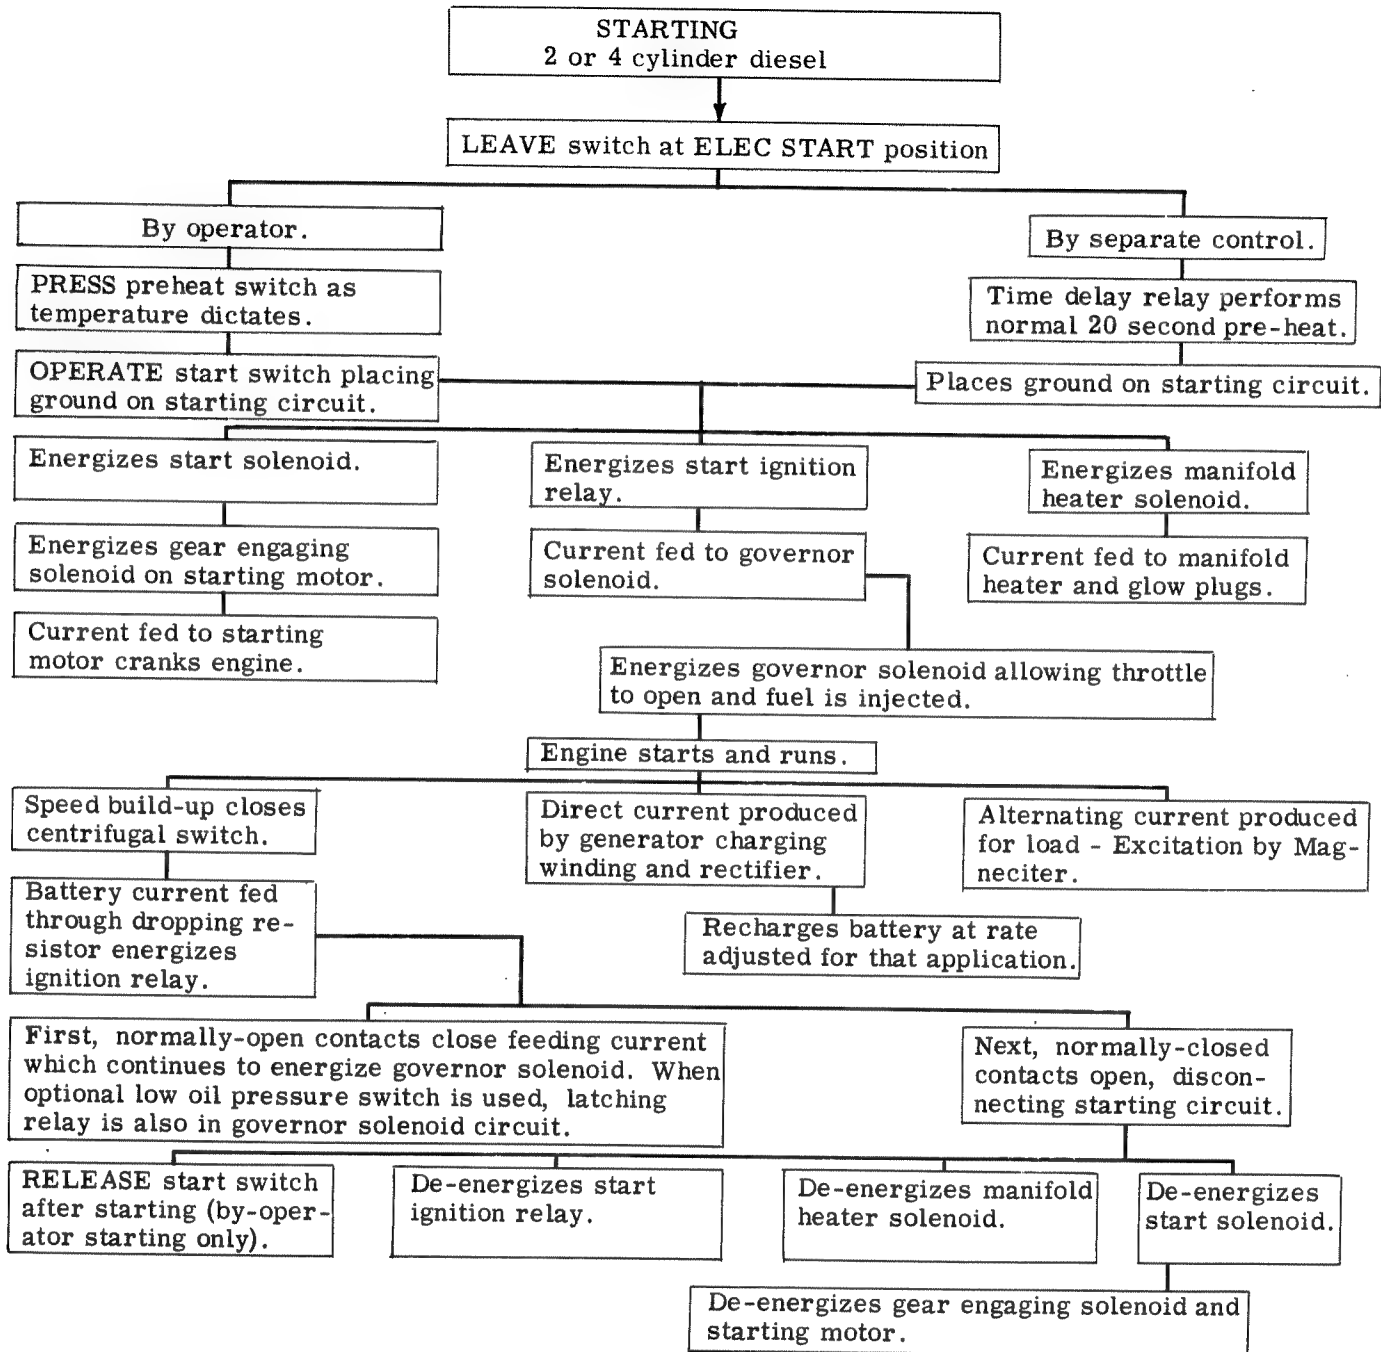 STARTING
2 or 4 cylinder diesel
LEAVE switch at ELEC START position
By operator.
By separate control.
PRESS preheat switch as
temperature dictates.
Time delay relay performs
normal 20 second pre-heat.
OPERATE start switch placing
ground on starting circuit.
Places ground on starting circuit.
Energizes start solenoid.
Energizes start ignition
relay.
Energizes manifold
heater solenoid.
Energizes gear engaging
solenoid on starting motor.
Current fed to governor
solenoid.
Current fed to manifold
heater and glow plugs.
Current fed to starting
motor cranks engine.
Energizes governor solenoid allowing throttle
to open and fuel is injected.
Engine starts and runs.
Speed build-up closes
centrifugal switch.
Direct current produced
by generator charging
winding and rectifier.
Alternating current produced
for load - Excitation by Mag-
neciter.
Battery current fed
through dropping re-
sistor energizes
ignition relay.
Recharges battery at rate
adjusted for that application.
First, normally-open contacts close feeding current
which continues to energize governor solenoid. When
optional low oil pressure switch is used, latching
relay is also in governor solenoid circuit.
Next, normally-closed
contacts open, discon-
necting starting circuit.
RELEASE start switch
after starting (by-oper-
ator starting only).
De-energizes start
ignition relay.
De-energizes manifold
heater solenoid.
De-energizes
start solenoid.
De-energizes gear engaging solenoid and
starting motor.